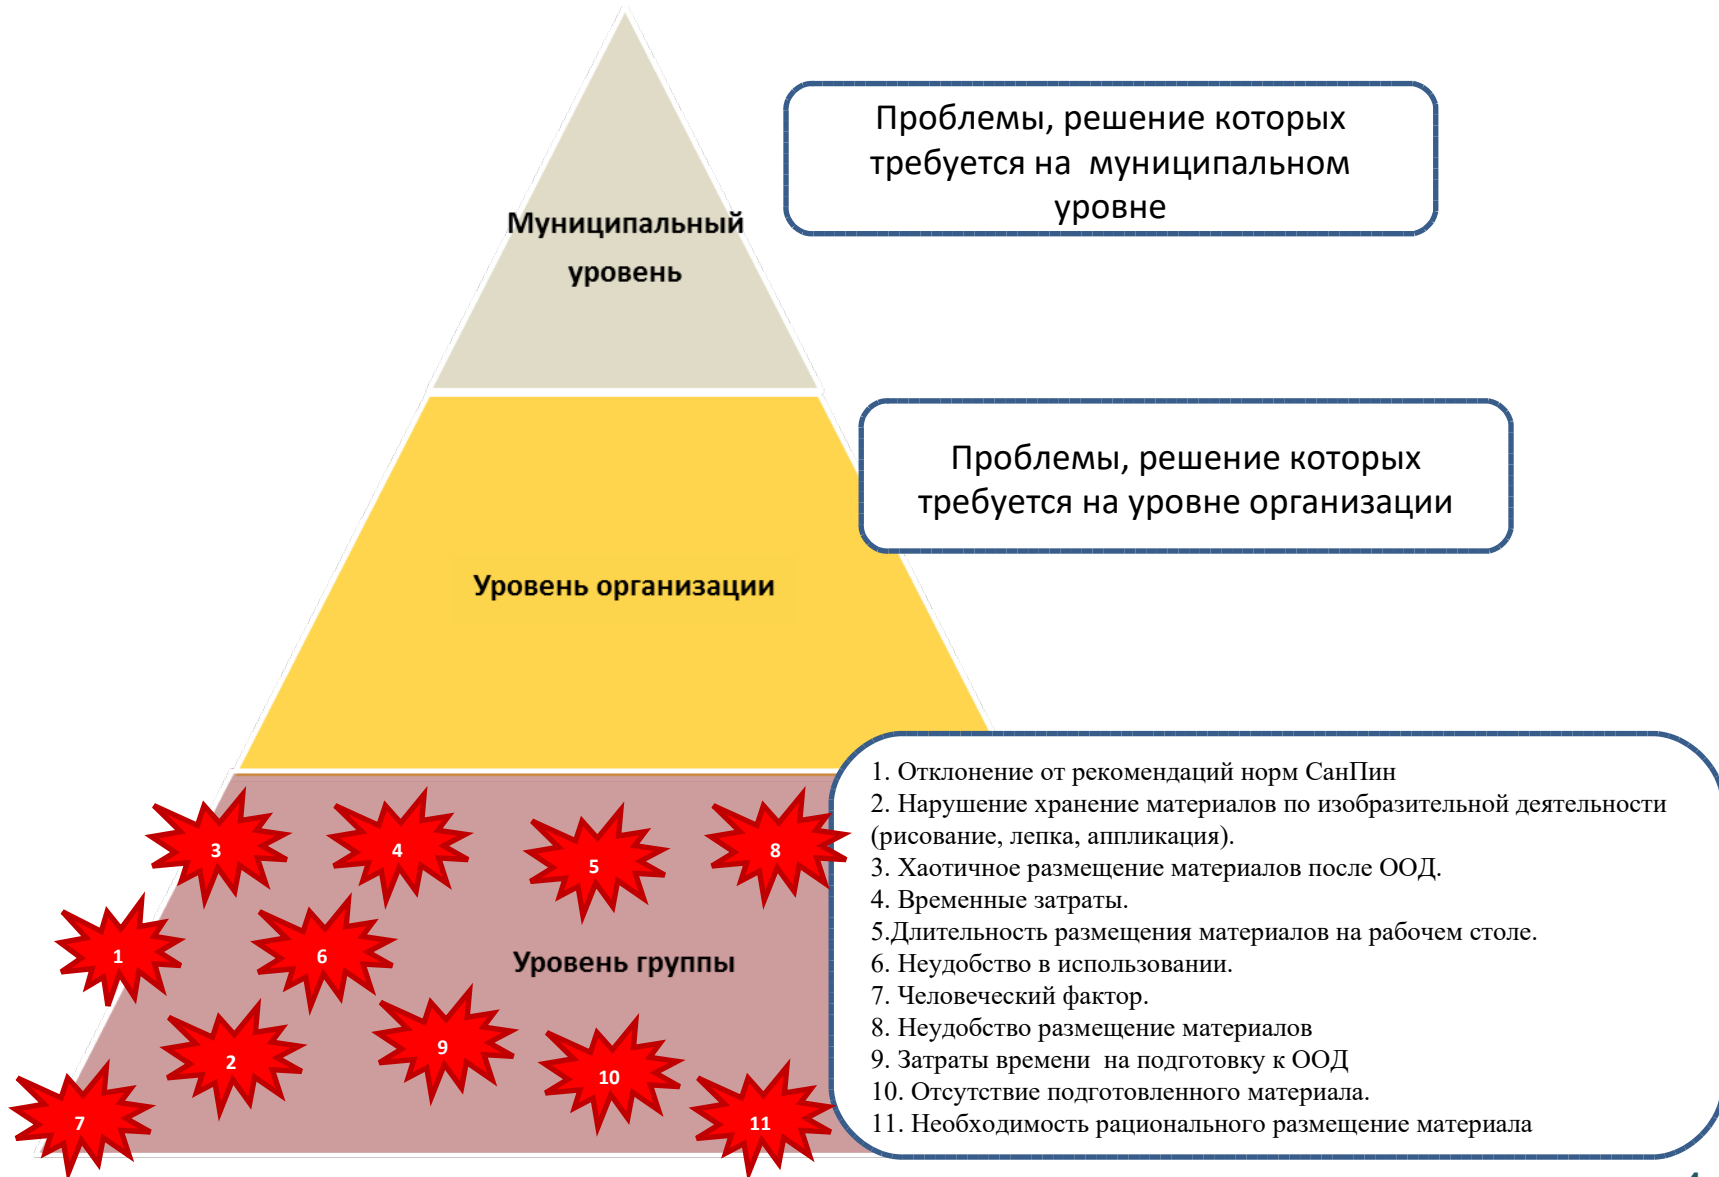 Проблемы, решение которых
требуется на муниципальном
уровне
Муниципальный
уровень
Проблемы, решение которых
требуется на уровне организации
Уровень организации
1. Отклонение от рекомендаций норм СанПин
2. Нарушение хранение материалов по изобразительной деятельности
(рисование, лепка, аппликация).
3. Хаотичное размещение материалов после ООД.
4. Временные затраты.
5.Длительность размещения материалов на рабочем столе.
6. Неудобство в использовании.
7. Человеческий фактор.
8. Неудобство размещение материалов
9. Затраты времени на подготовку к ООД
10. Отсутствие подготовленного материала.
11. Необходимость рационального размещение материала
3
4
5
8
1
6
Уровень группы
2
9
10
7
11